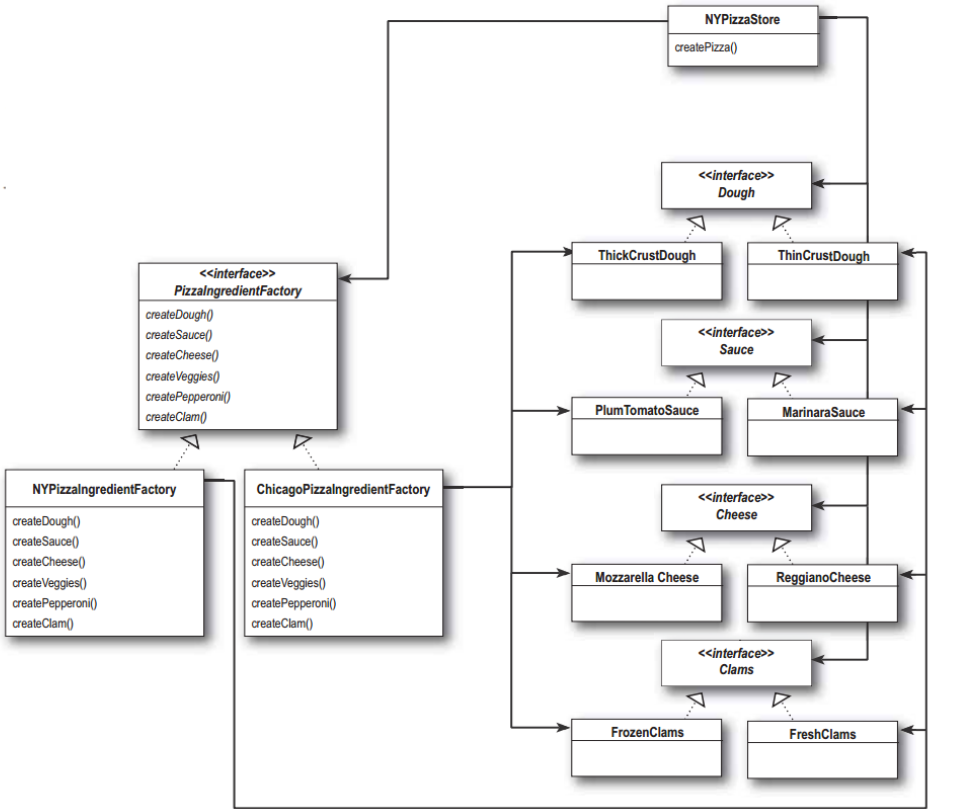 NYPizzaStore
createPizza()
<<interface>>
Dough
ThickCrustDough
ThinCrustDough
<<interface>>
PizzaIngredientFactory
createDough()
createSauce()
createCheese()
createVeggies()
createPepperoni()
createClam()
<<interface>>
Sauce
PlumTomatoSauce
MarinaraSauce
NYPizzaIngredientFactory
createDough()
createSauce()
createCheese()
createVeggies()
createPepperoni()
createClam()
ChicagoPizzaIngredientFactory
createDough()
createSauce()
createCheese()
createVeggies()
createPepperoni()
createClam()
<<interface>>
Cheese
Mozzarella Cheese
ReggianoCheese
<<interface>>
Clams
FrozenClams
FreshClams